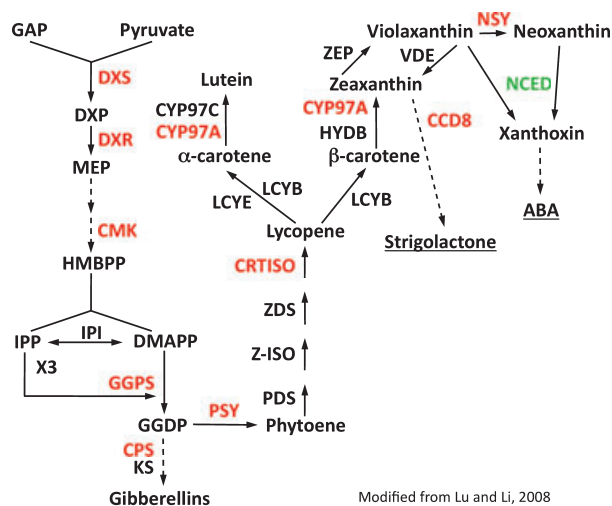 GAP
Pyruvate
DXS
DXP
DXR
MEP
CMK
HMBPP
IPP
IPI
DMAPP
X3
GGPS
GGDP
PSY
Phytoene
CPS
KS
Gibberellins
PDS
Z-ISO
ZDS
CRTISO
Lycopene
LCYE
LCYB
LCYB
α-carotene
CYP97C
CYP97A
Lutein
β-carotene
CYP97A
HYDB
Zeaxanthin
ZEP
VDE
Violaxanthin
NSY
Neoxanthin
NCED
Xanthoxin
ABA
CCD8
Strigolactone
Modified from Lu and Li, 2008